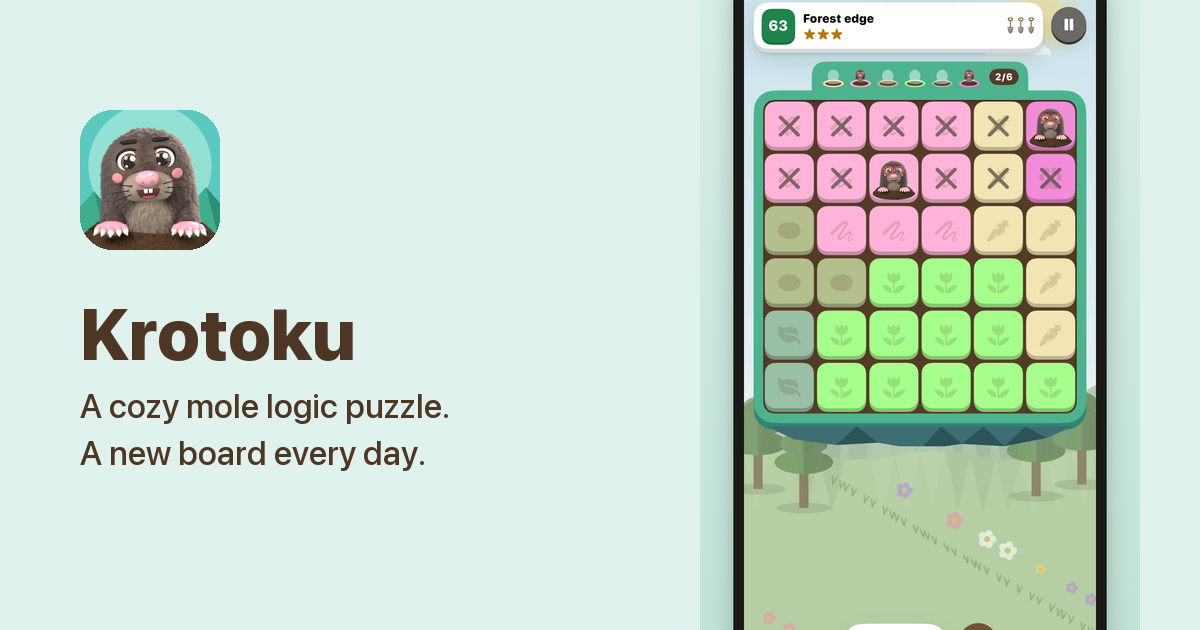 Krotoku
A cozy mole logic puzzle.
A new board every day.
63
Forest edge
2/6